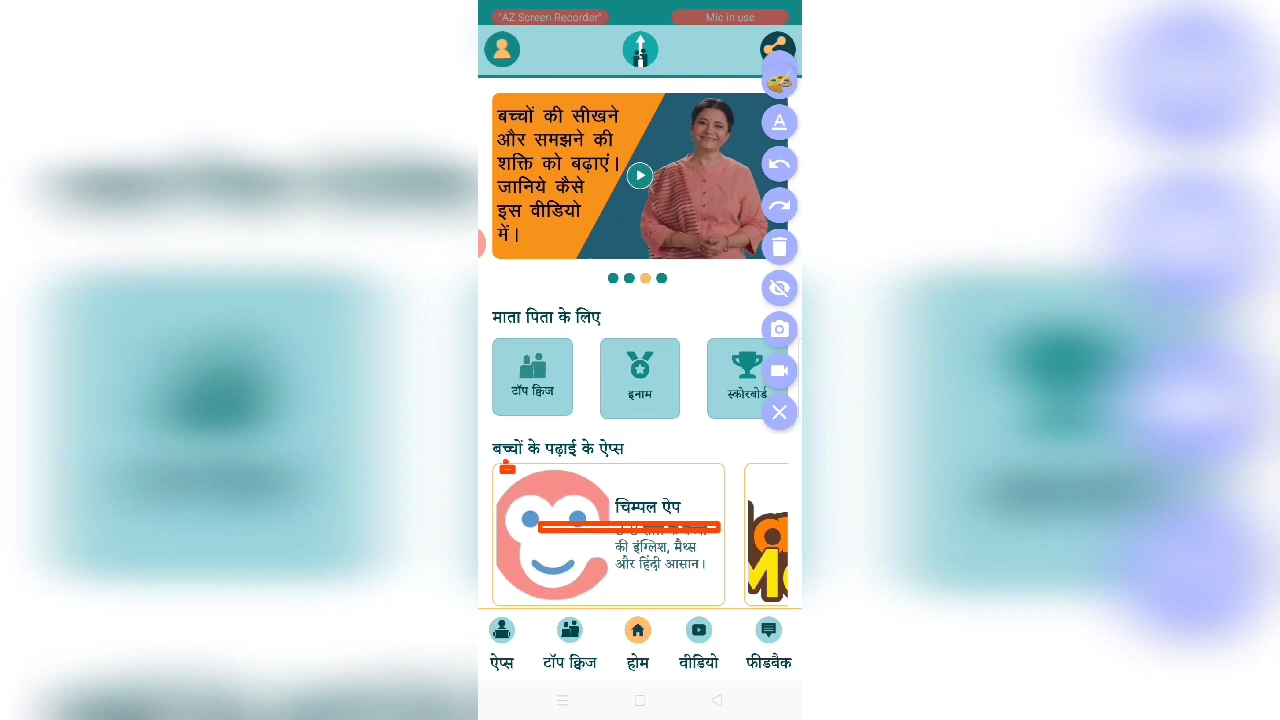 "AZ Screen Recorder"
Mic in use
बच्चों की सीखने
और समझने की
शक्ति को बढ़ाएं।
जानिये कैसे
इस वीडियो
में।
माता पिता के लिए
टॉप क्विज
इनाम
स्कोरबोर्ड
बच्चों के पढ़ाई के ऐप्स
चिम्पल ऐप
की इंग्लिश, मैथ्स
और हिंदी आसान।
ऐप्स
टॉप क्विज
होम
वीडियो
फीडबैक